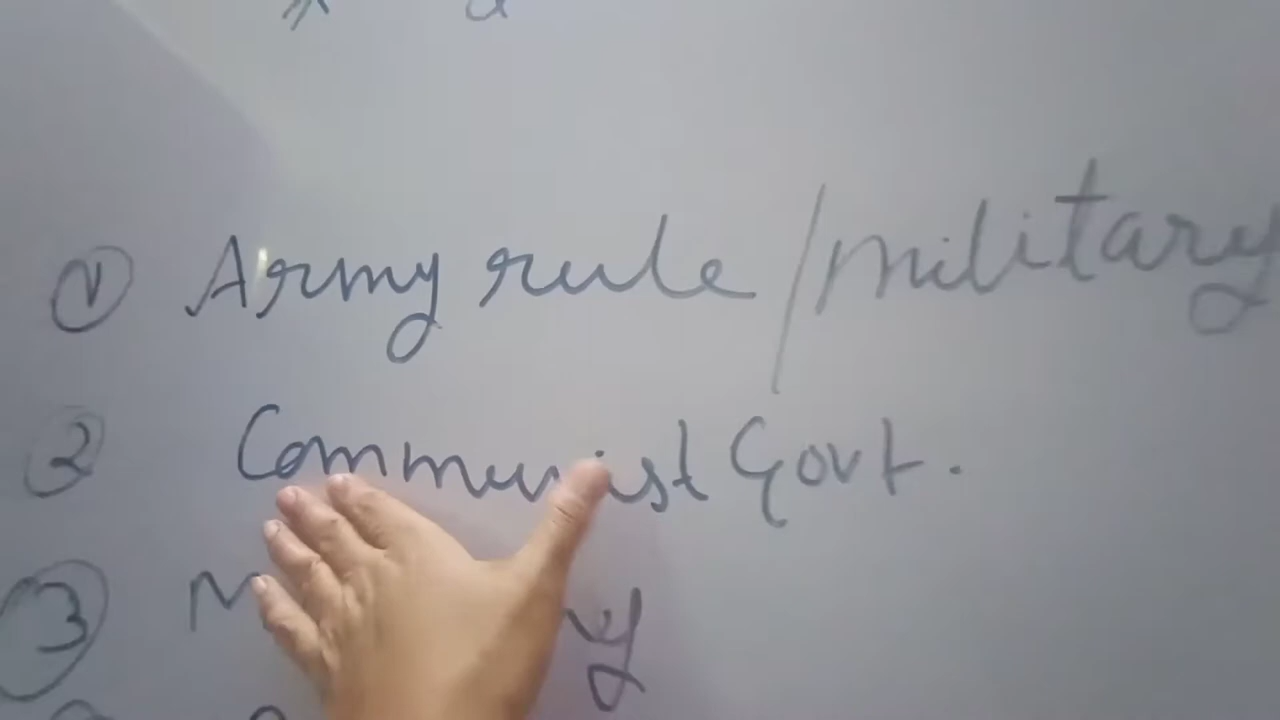 ① Army rule / military
② Communist Govt.
③